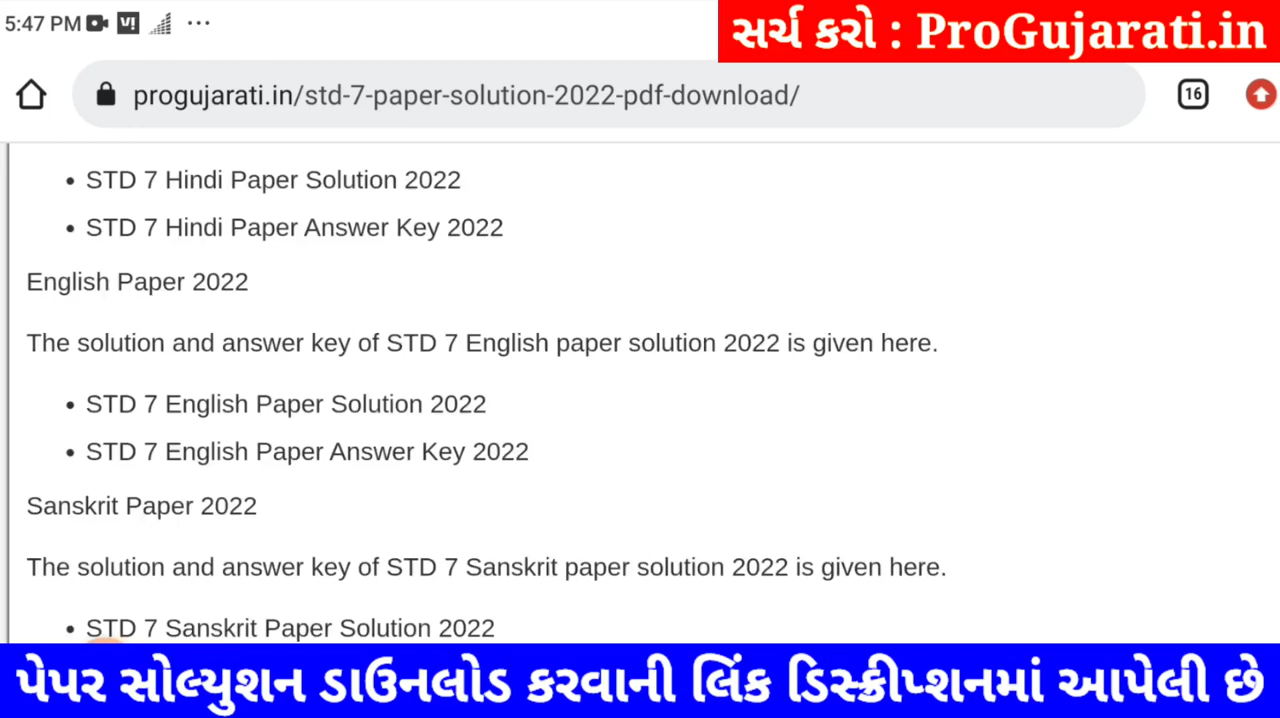 5:47 PM
સર્ચ કરો : ProGujarati.in
progujarati.in/std-7-paper-solution-2022-pdf-download/
16
• STD 7 Hindi Paper Solution 2022
• STD 7 Hindi Paper Answer Key 2022
English Paper 2022
The solution and answer key of STD 7 English paper solution 2022 is given here.
• STD 7 English Paper Solution 2022
• STD 7 English Paper Answer Key 2022
Sanskrit Paper 2022
The solution and answer key of STD 7 Sanskrit paper solution 2022 is given here.
• STD 7 Sanskrit Paper Solution 2022
પેપર સોલ્યુશન ડાઉનલોડ કરવાની લિંક ડિસ્ક્રીપ્શનમાં આપેલી છે